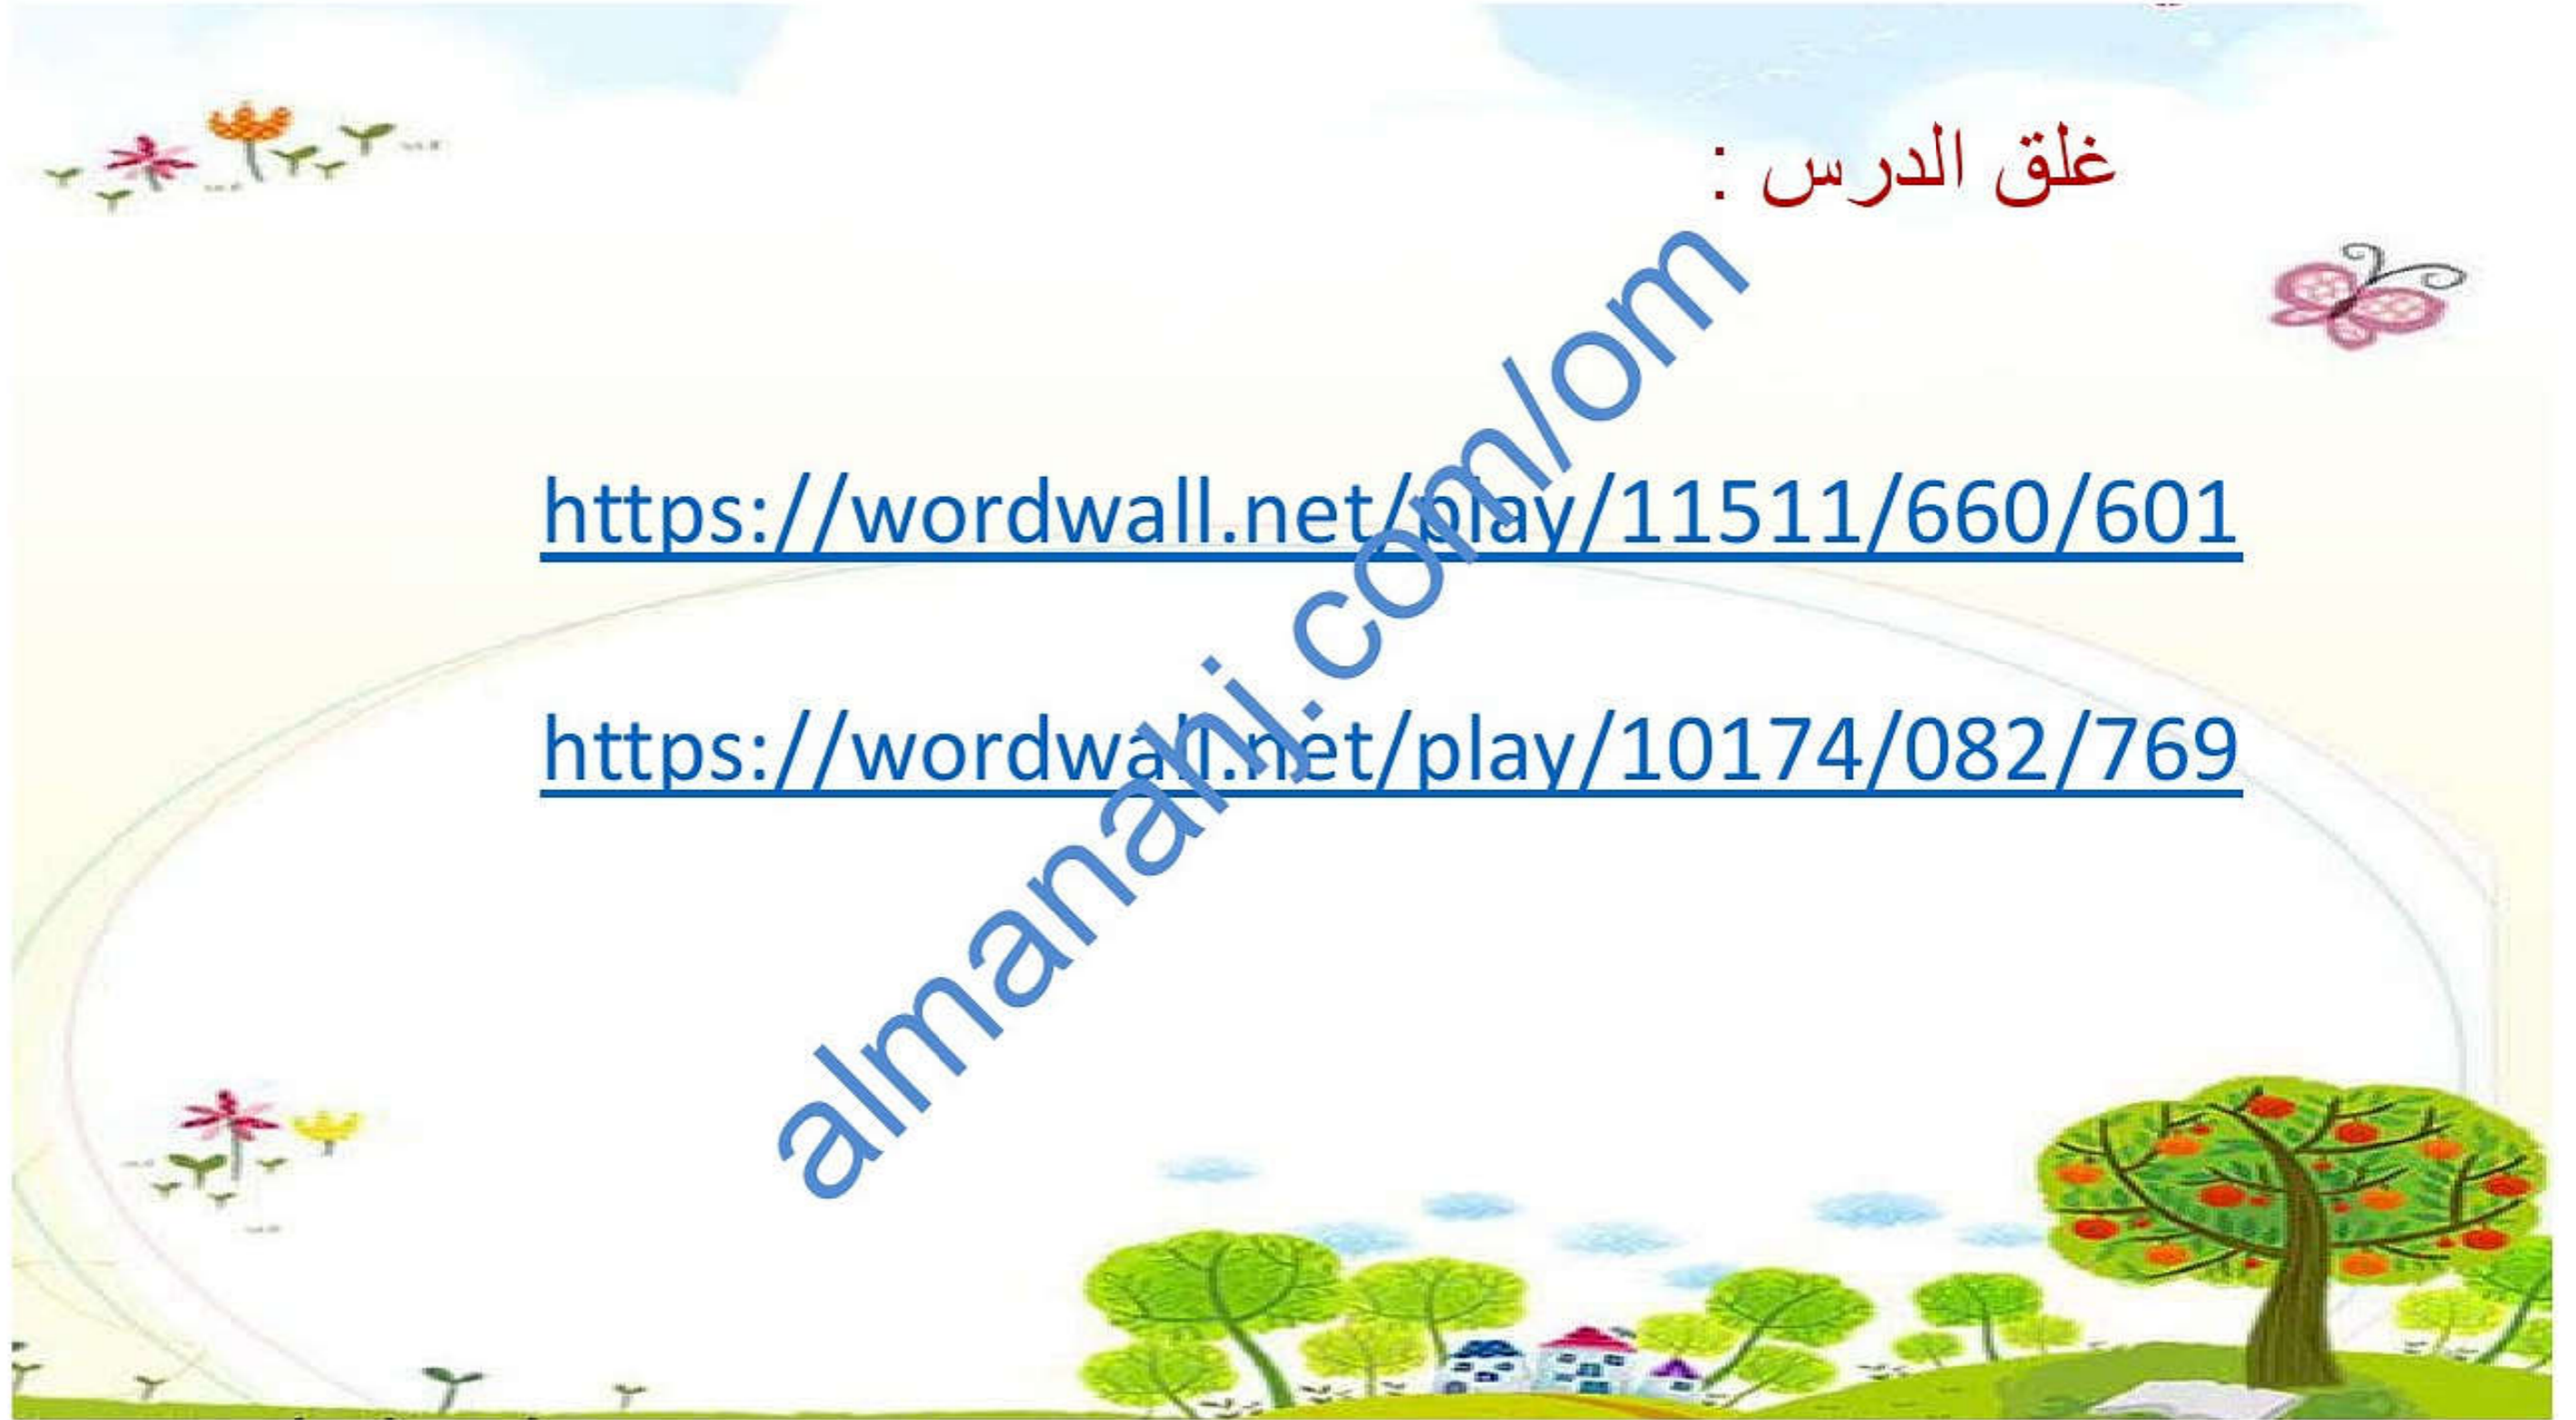 غلق الدرس :
https://wordwall.net/play/11511/660/601
https://wordwall.net/play/10174/082/769
almanahj.com/om